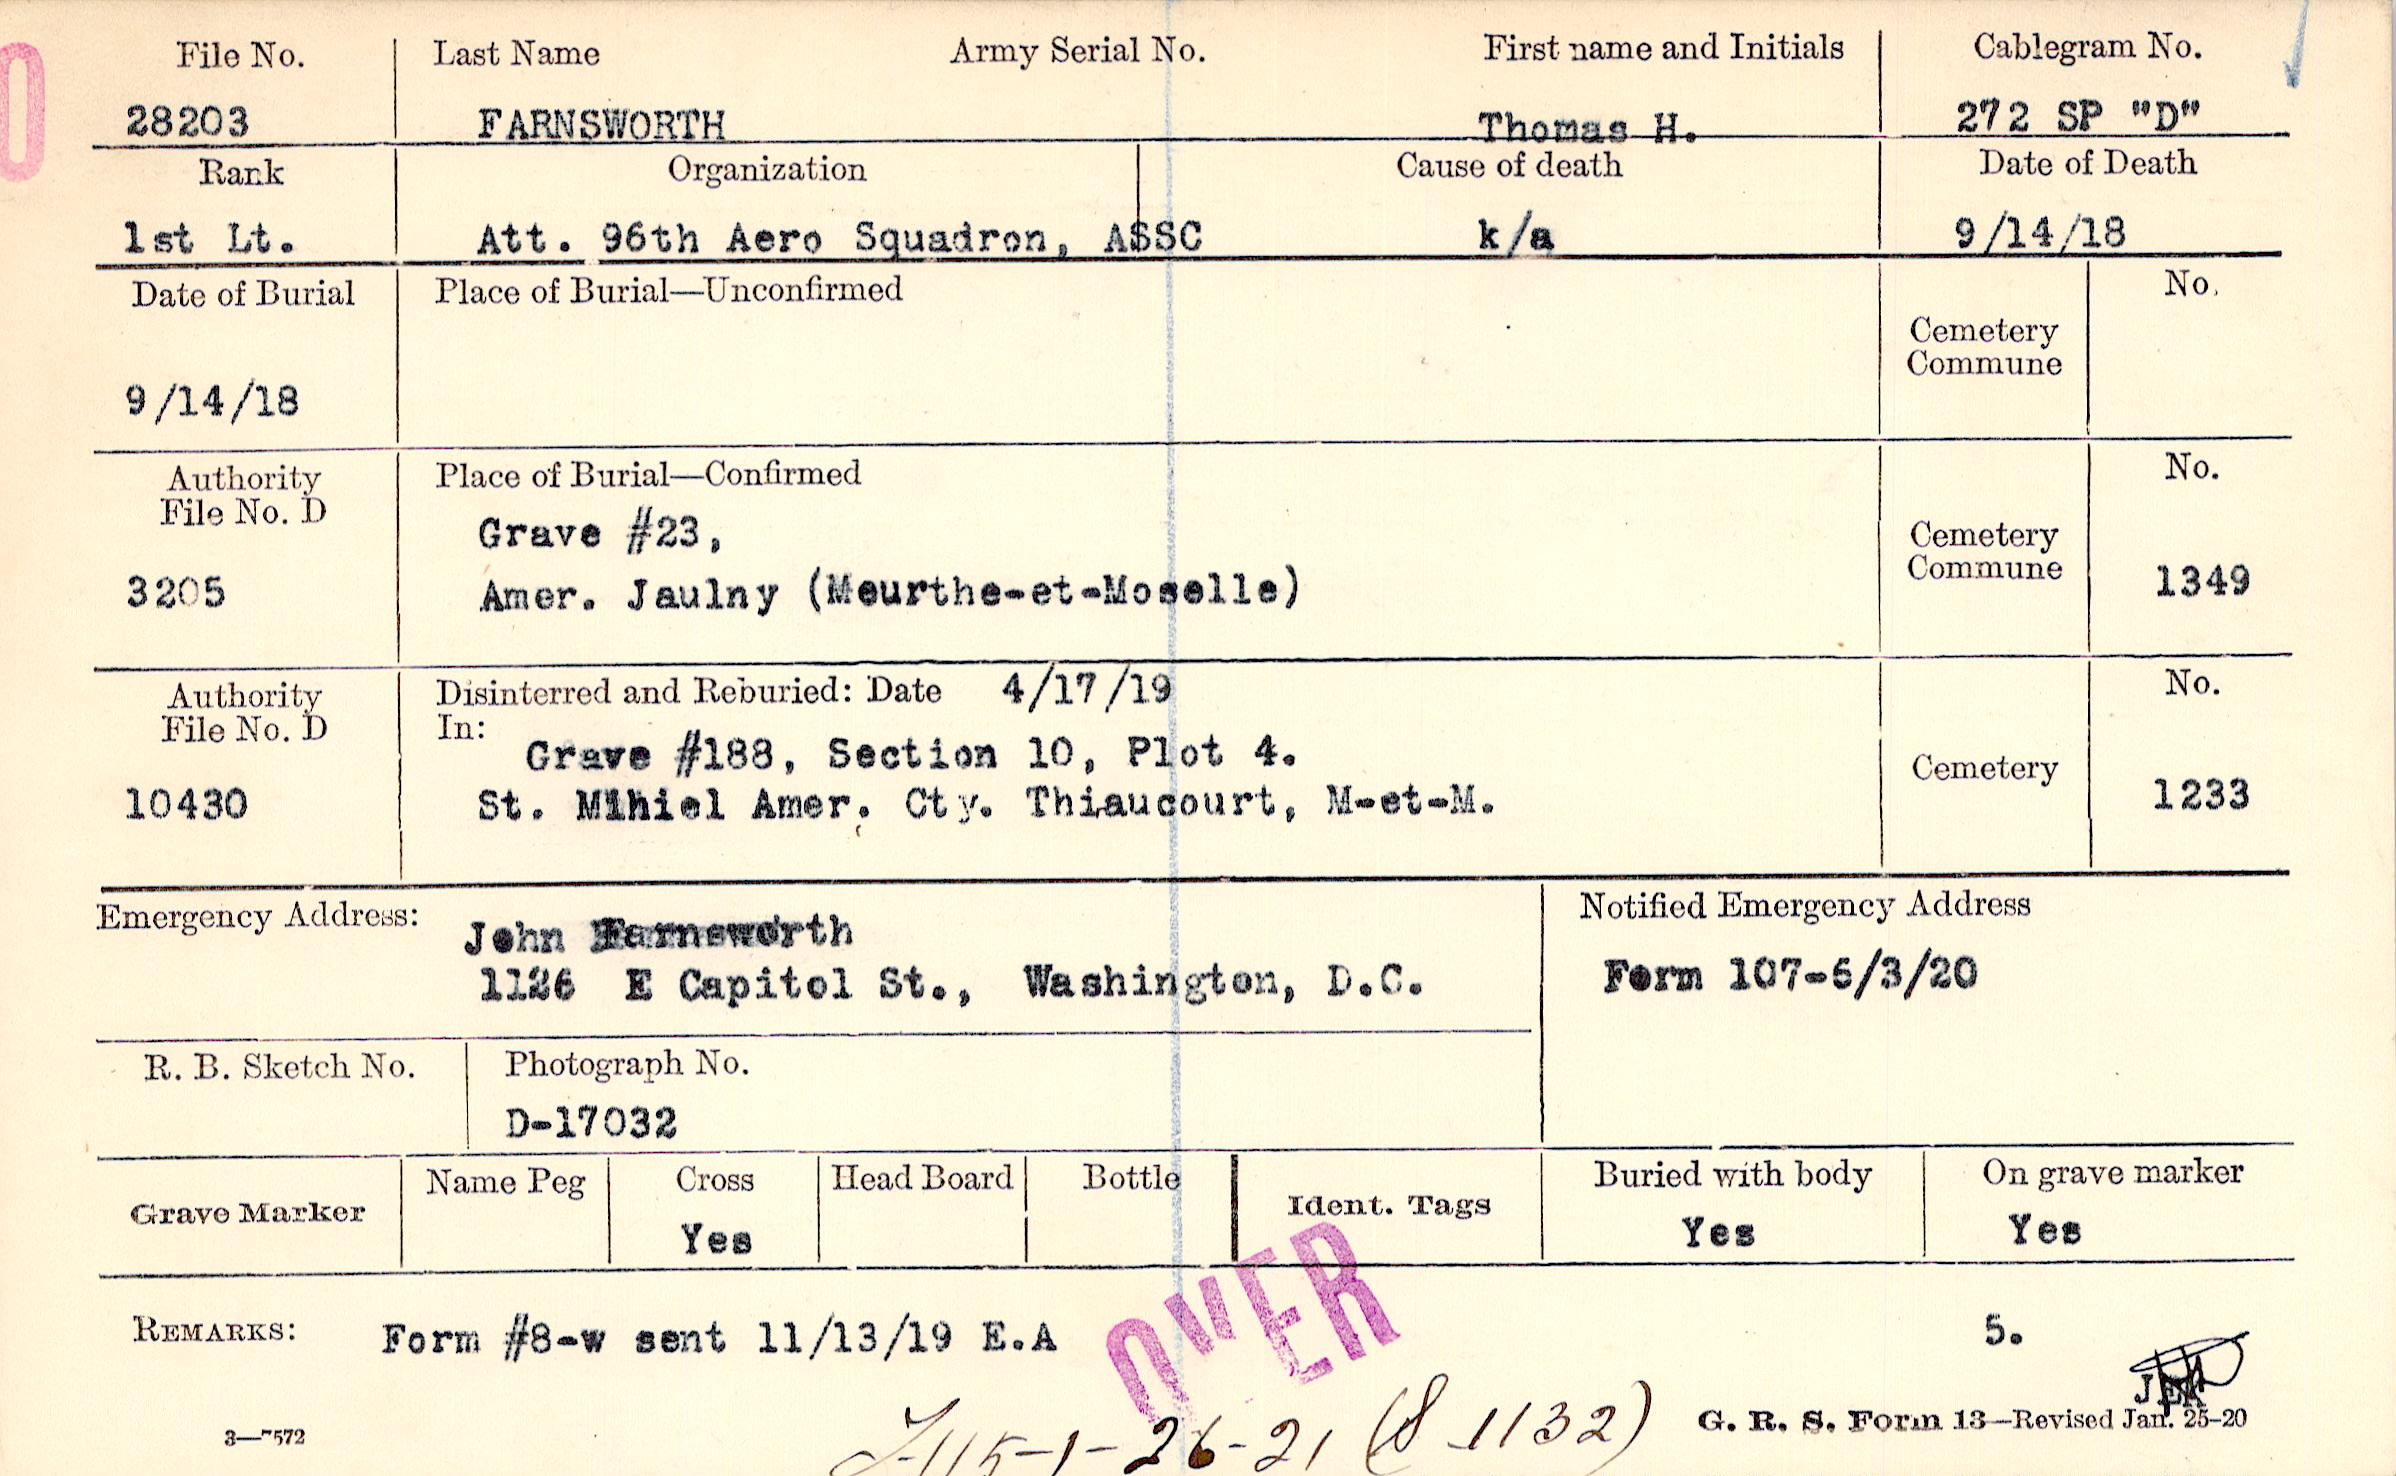 File No. Last Name Army Serial No. First name and Initials Cablegram No.
28203 FARNSWORTH Thomas H. 272 SP "D"
Rank Organization Cause of death Date of Death
1st Lt. Att. 96th Aero Squadron, ASSC k/a 9/14/18
Date of Burial Place of Burial—Unconfirmed No.
Cemetery
Commune
9/14/18
Authority Place of Burial—Confirmed No.
File No. D
Grave #23, Cemetery
Commune
3205 Amer. Jaulny (Meurthe-et-Moselle) 1349
Authority Disinterred and Reburied: Date 4/17/19 No.
File No. D In:
Grave #188, Section 10, Plot 4. Cemetery
10430 St. Mihiel Amer. Cty. Thiaucourt, M-et-M. 1233
Emergency Address: Notified Emergency Address
John Farnsworth
1126 E Capitol St., Washington, D.C. Form 107-6/3/20
R. B. Sketch No. Photograph No.
D-17032
Grave Marker Name Peg Cross Head Board Bottle Ident. Tags Buried with body On grave marker
Yes Yes Yes
OVER
REMARKS: Form #8-w sent 11/13/19 E.A 5.
3—7572 1-26-21 (S 1132) G. R. S. Form 13—Revised Jan. 25-20